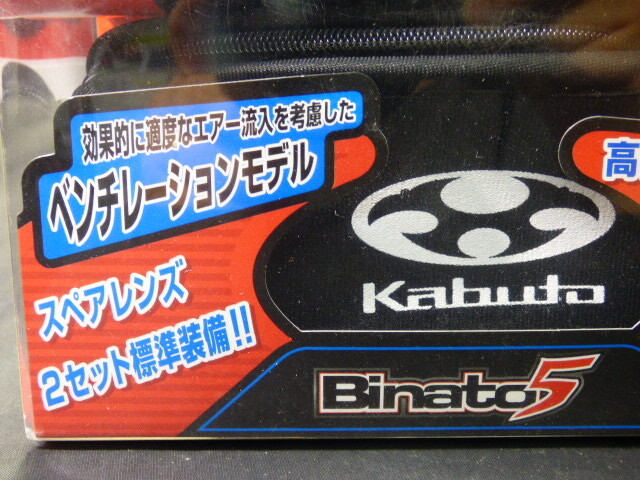 効果的に適度なエアー流入を考慮した
ベンチレーションモデル
スペアレンズ
2セット標準装備!!
高
Kabuto
Binato5